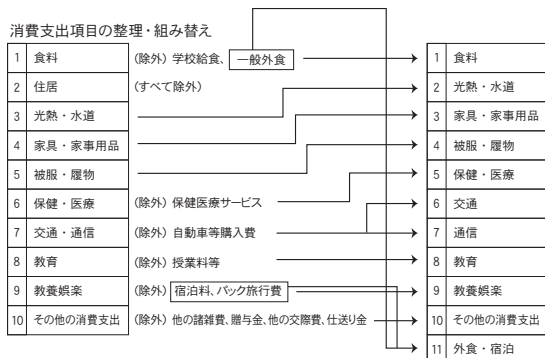 消費支出項目の整理・組み替え
1 食料 (除外) 学校給食、 一般外食 1 食料
2 住居 (すべて除外) 2 光熱・水道
3 光熱・水道 3 家具・家事用品
4 家具・家事用品 4 被服・履物
5 被服・履物 5 保健・医療
6 保健・医療 (除外) 保健医療サービス 6 交通
7 交通・通信 (除外) 自動車等購入費 7 通信
8 教育 (除外) 授業料等 8 教育
9 教養娯楽 (除外) 宿泊料、パック旅行費 9 教養娯楽
10 その他の消費支出 (除外) 他の諸雑費、贈与金、他の交際費、仕送り金 10 その他の消費支出
11 外食・宿泊